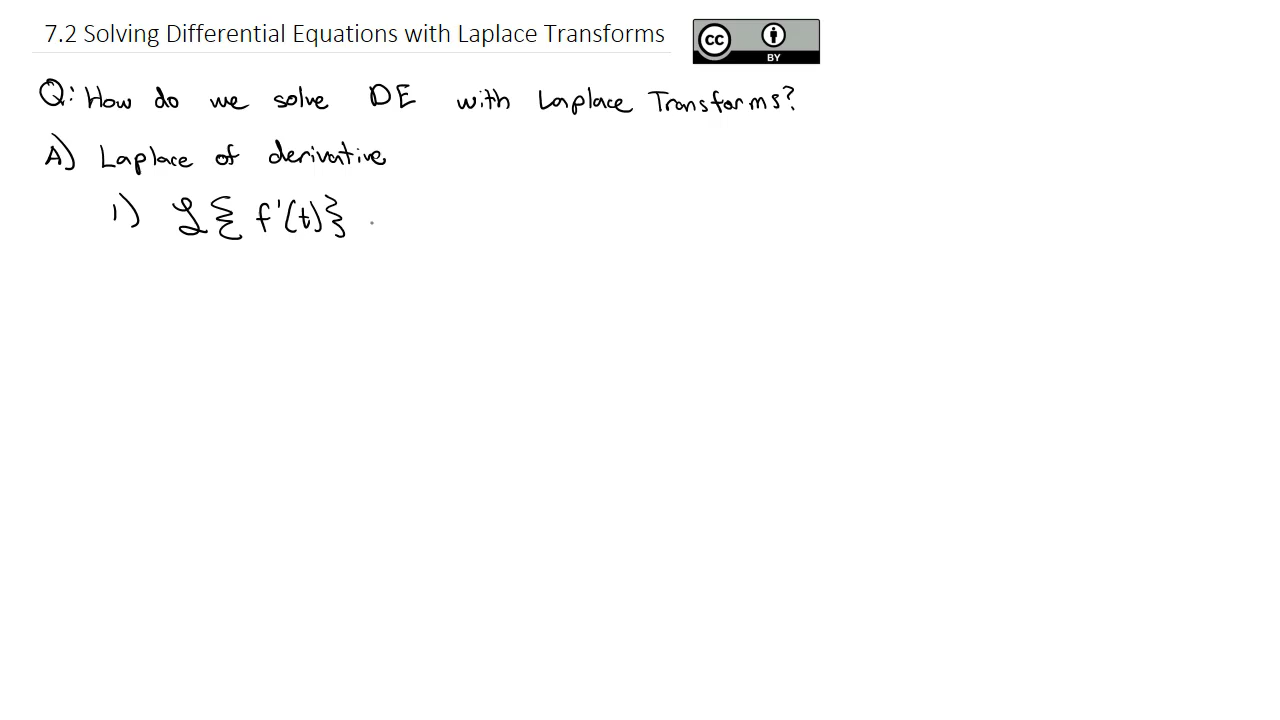 7.2 Solving Differential Equations with Laplace Transforms
cc BY
Q: How do we solve DE with Laplace Transforms?
A) Laplace of derivative
1) ℒ{ f'(t)}